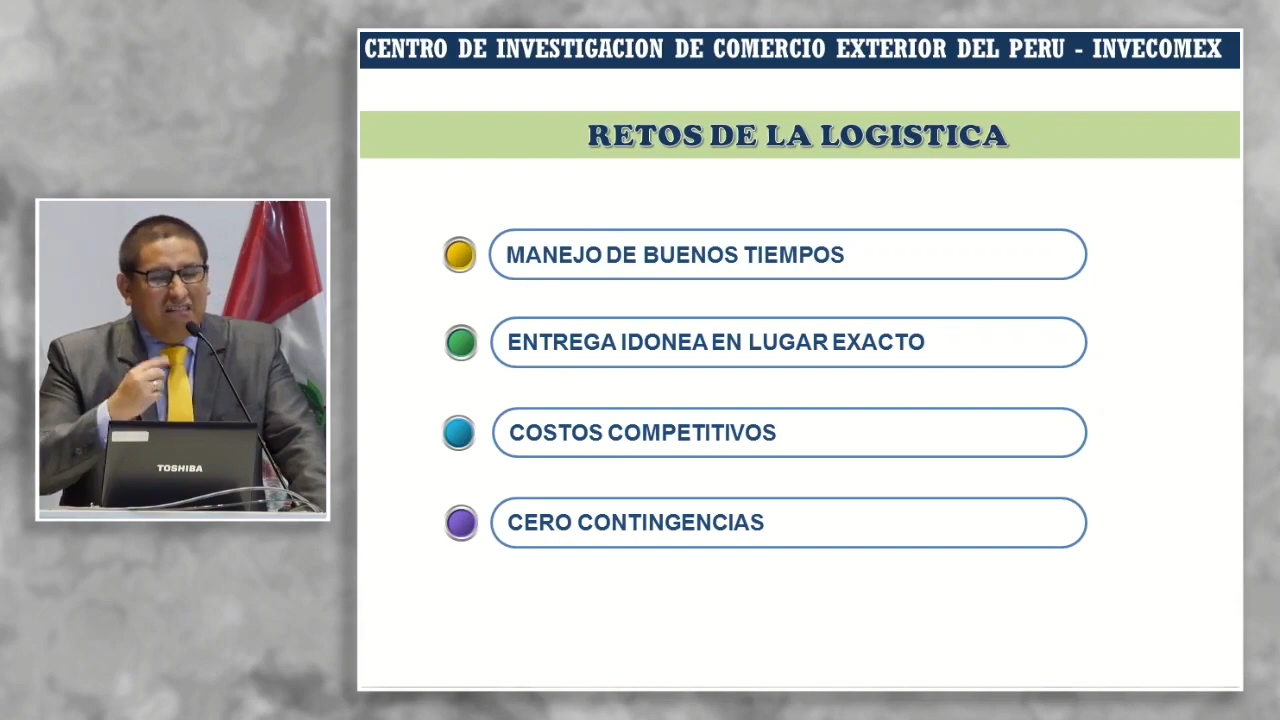 CENTRO DE INVESTIGACION DE COMERCIO EXTERIOR DEL PERU - INVECOMEX
RETOS DE LA LOGISTICA
MANEJO DE BUENOS TIEMPOS
ENTREGA IDONEA EN LUGAR EXACTO
COSTOS COMPETITIVOS
CERO CONTINGENCIAS
TOSHIBA